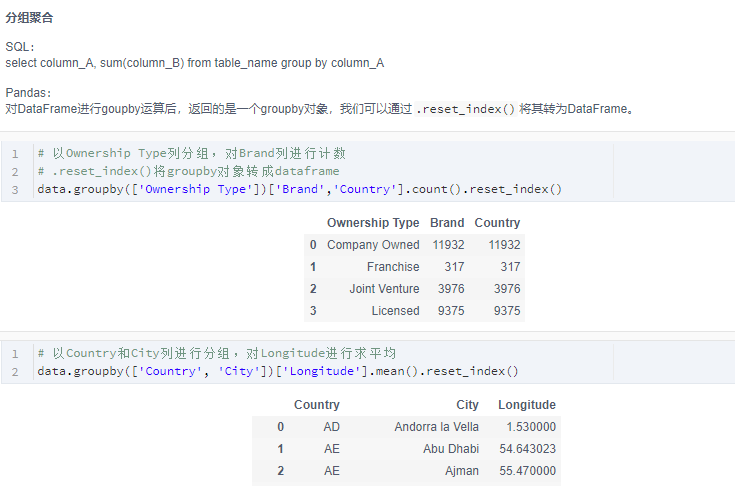 分组聚合
SQL：
select column_A, sum(column_B) from table_name group by column_A
Pandas：
对DataFrame进行goupby运算后，返回的是一个groupby对象，我们可以通过 .reset_index() 将其转为DataFrame。
1 # 以Ownership Type列分组，对Brand列进行计数
2 # .reset_index()将groupby对象转成dataframe
3 data.groupby(['Ownership Type'])['Brand','Country'].count().reset_index()
Ownership Type Brand Country
0 Company Owned 11932 11932
1 Franchise 317 317
2 Joint Venture 3976 3976
3 Licensed 9375 9375
1 # 以Country和City列进行分组，对Longitude进行求平均
2 data.groupby(['Country', 'City'])['Longitude'].mean().reset_index()
Country City Longitude
0 AD Andorra la Vella 1.530000
1 AE Abu Dhabi 54.643023
2 AE Ajman 55.470000